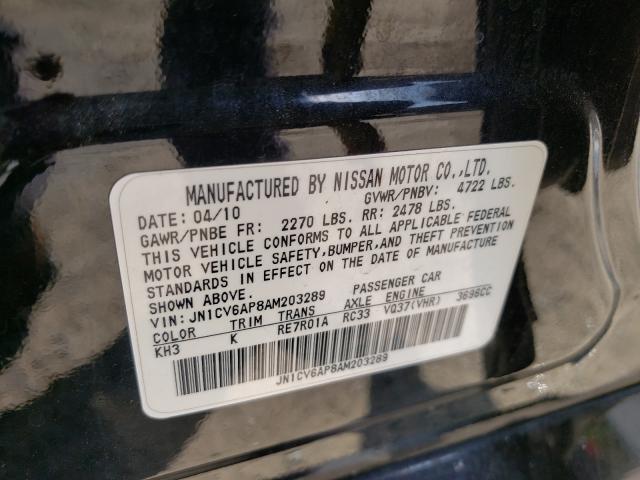 MANUFACTURED BY NISSAN MOTOR CO.,LTD.
DATE: 04/10 GVWR/PNBV: 4722 LBS.
GAWR/PNBE FR: 2270 LBS. RR: 2478 LBS.
THIS VEHICLE CONFORMS TO ALL APPLICABLE FEDERAL
MOTOR VEHICLE SAFETY, BUMPER, AND THEFT PREVENTION
STANDARDS IN EFFECT ON THE DATE OF MANUFACTURE
SHOWN ABOVE.
VIN: JN1CV6AP8AM203289 PASSENGER CAR
COLOR TRIM TRANS AXLE ENGINE
KH3 K RE7R01A RC33 VQ37(VHR) 3696CC
JN1CV6AP8AM203289